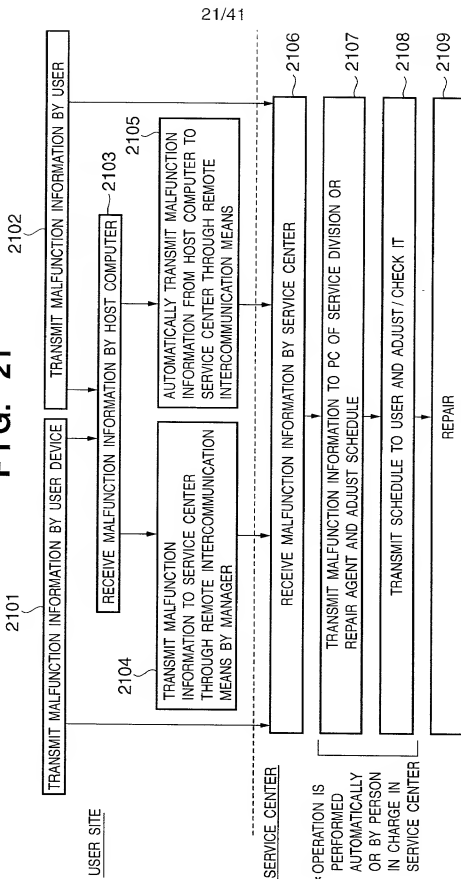 21/41
FIG. 21
2101
2102
TRANSMIT MALFUNCTION INFORMATION BY USER DEVICE
TRANSMIT MALFUNCTION INFORMATION BY USER
USER SITE
2103
RECEIVE MALFUNCTION INFORMATION BY HOST COMPUTER
2104
TRANSMIT MALFUNCTION
INFORMATION TO SERVICE CENTER
THROUGH REMOTE INTERCOMMUNICATION
MEANS BY MANAGER
2105
AUTOMATICALLY TRANSMIT MALFUNCTION
INFORMATION FROM HOST COMPUTER TO
SERVICE CENTER THROUGH REMOTE
INTERCOMMUNICATION MEANS
SERVICE CENTER
RECEIVE MALFUNCTION INFORMATION BY SERVICE CENTER
2106
* OPERATION IS
PERFORMED
AUTOMATICALLY
OR BY PERSON
IN CHARGE IN
SERVICE CENTER
TRANSMIT MALFUNCTION INFORMATION TO PC OF SERVICE DIVISION OR
REPAIR AGENT AND ADJUST SCHEDULE
2107
TRANSMIT SCHEDULE TO USER AND ADJUST/CHECK IT
2108
REPAIR
2109